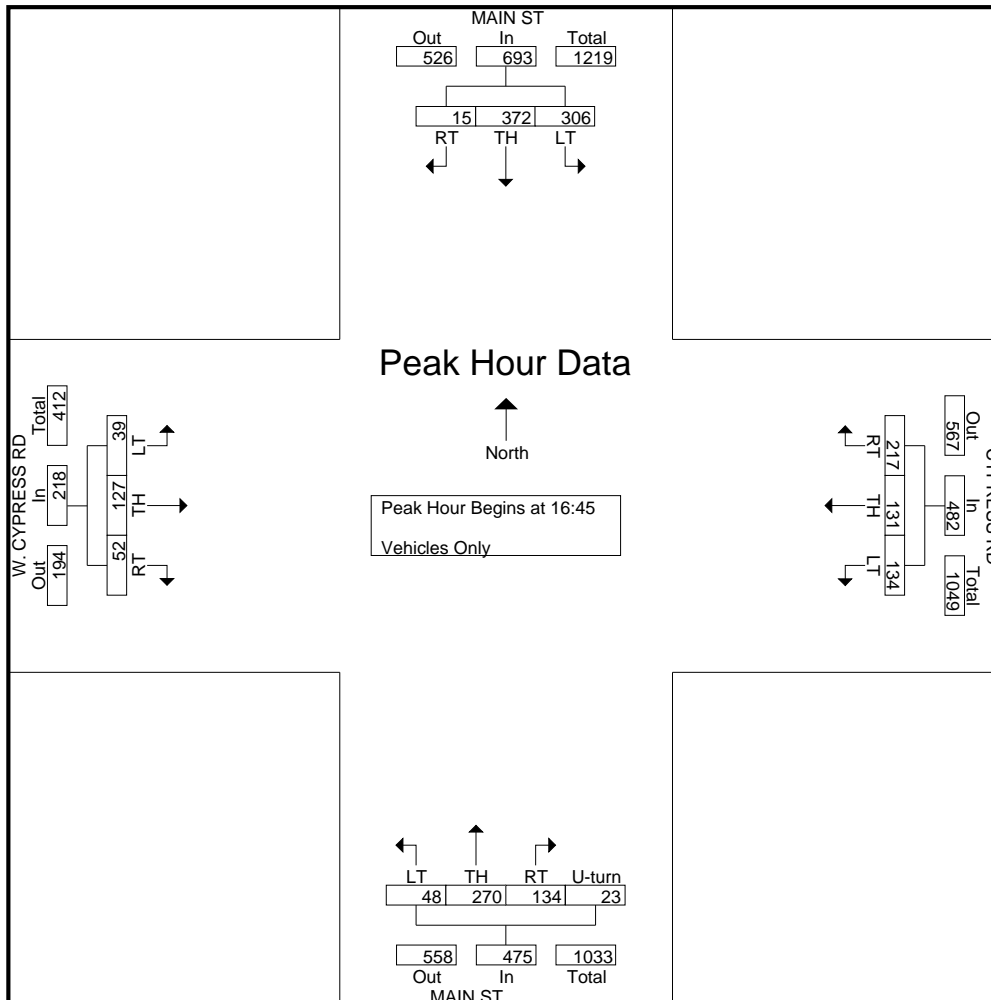 MAIN ST
Out In Total
526 693 1219
15 372 306
RT TH LT
Peak Hour Data
North
Peak Hour Begins at 16:45
Vehicles Only
W. CYPRESS RD
Total In Out
412 218 194
39 127 52
LT TH RT
RT TH LT
217 131 134
567 482 1049
Out In Total
CYPRESS RD
LT TH RT U-turn
48 270 134 23
558 475 1033
Out In Total
MAIN ST